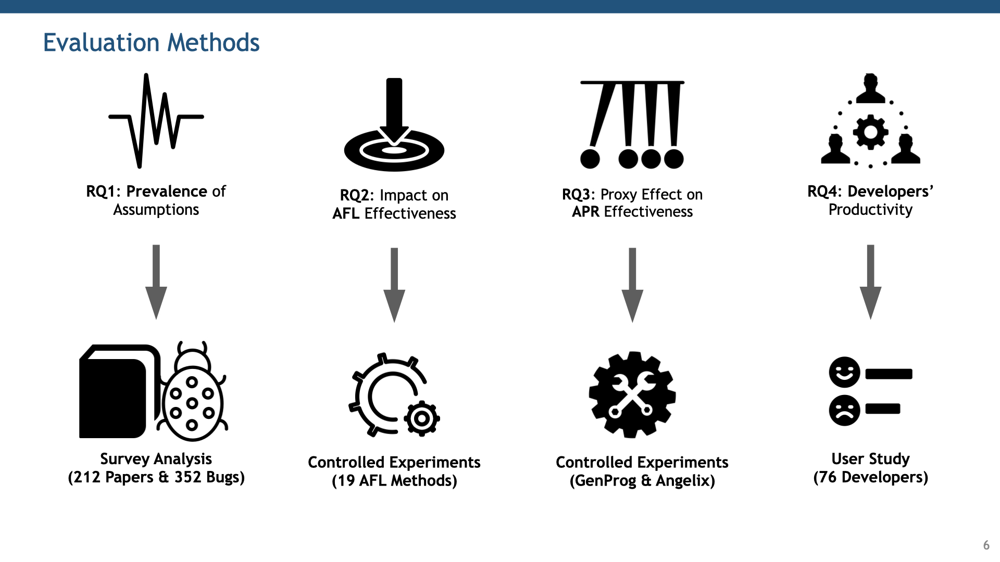 Evaluation Methods
RQ1: Prevalence of
Assumptions
RQ2: Impact on
AFL Effectiveness
RQ3: Proxy Effect on
APR Effectiveness
RQ4: Developers’
Productivity
Survey Analysis
(212 Papers & 352 Bugs)
Controlled Experiments
(19 AFL Methods)
Controlled Experiments
(GenProg & Angelix)
User Study
(76 Developers)
6